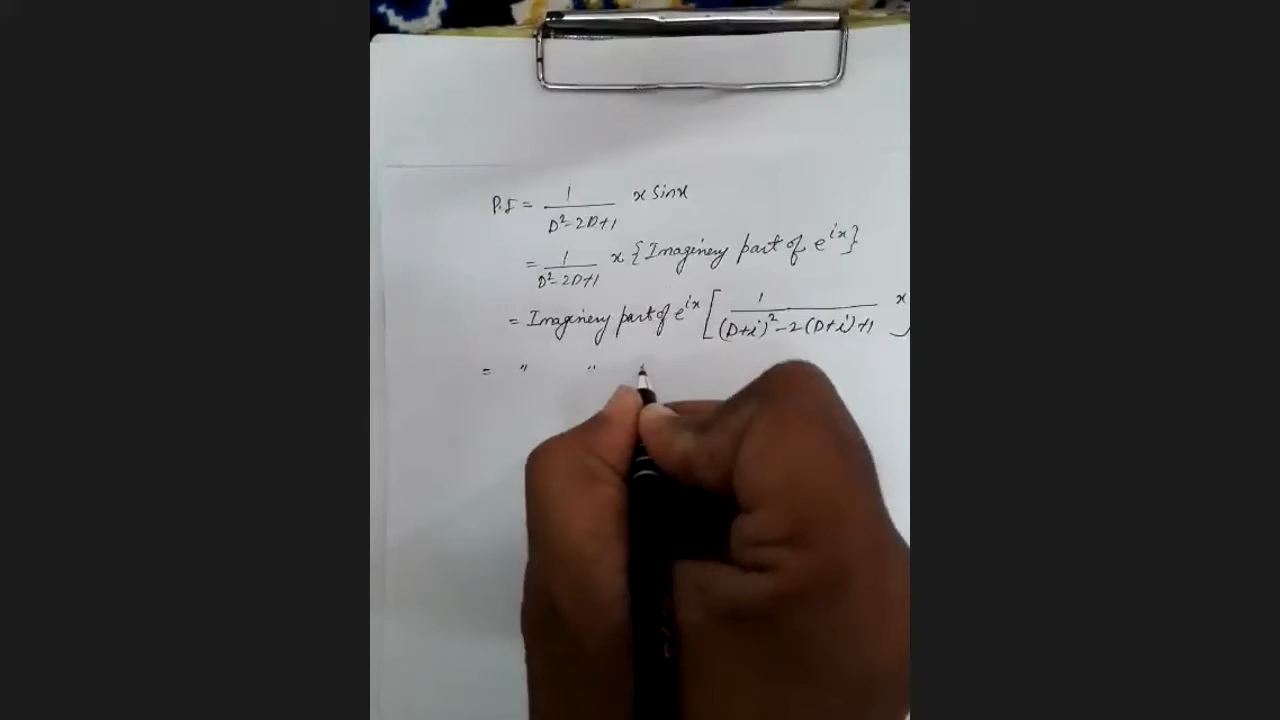 P.I = 1/(D²-2D+1) x Sinx
= 1/(D²-2D+1) x {Imaginery part of e^{ix}}
= Imaginery part of e^{ix} [1/((D+i)²-2(D+i)+1) x]
= " "